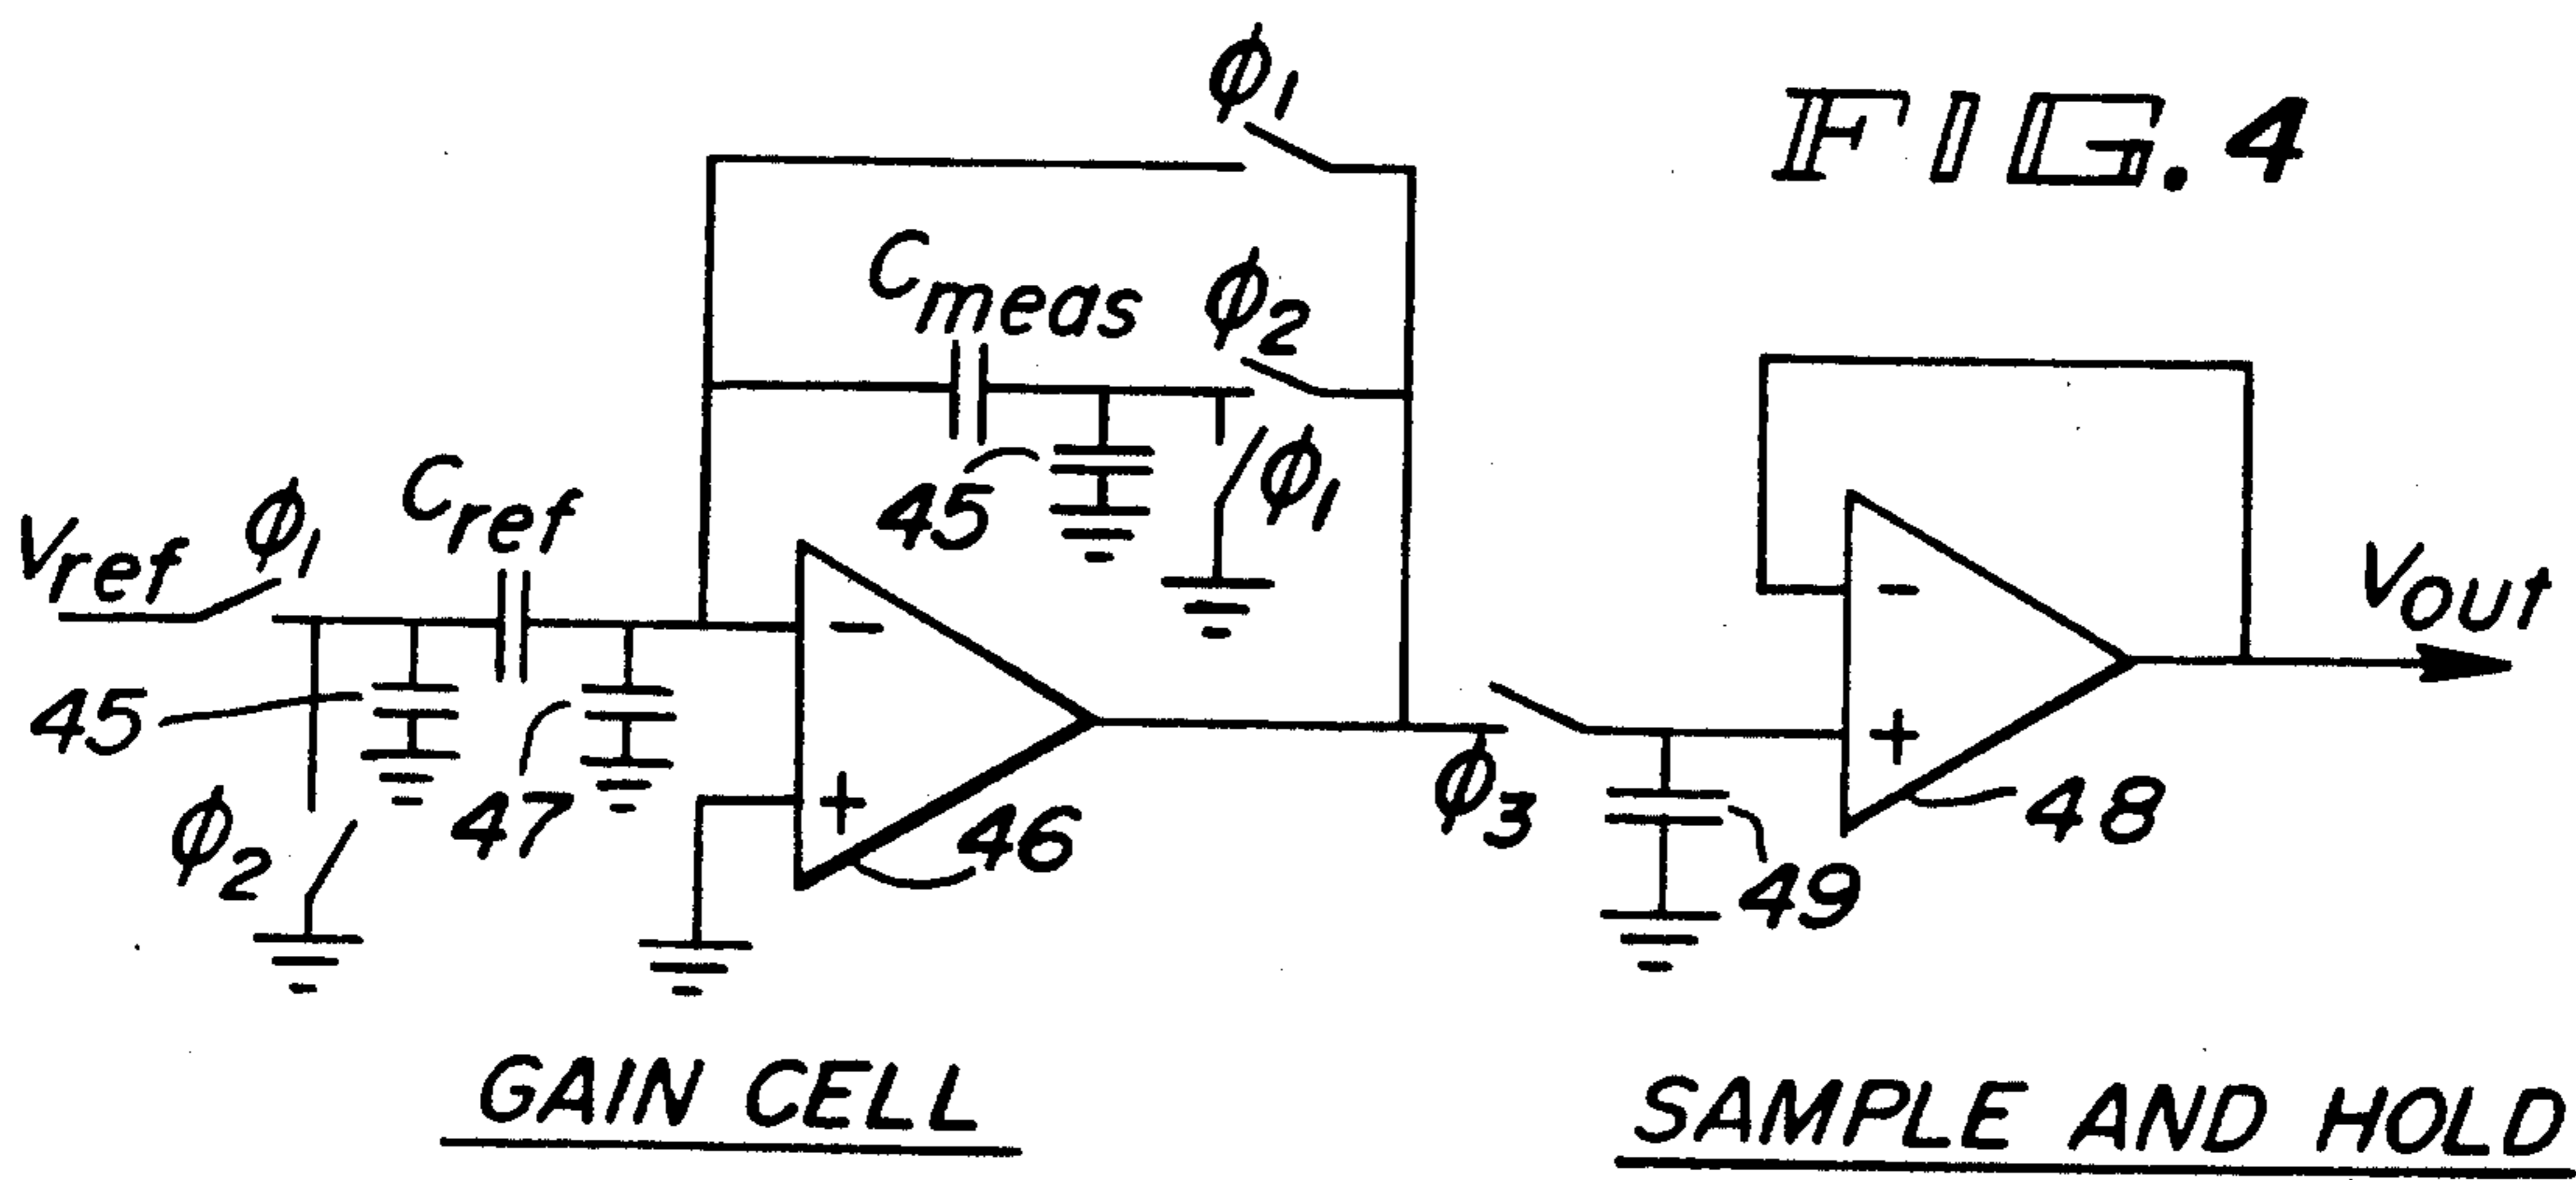 FIG. 4
ϕ1
Cmeas
ϕ2
Vref
ϕ1
Cref
45
ϕ1
-
+
46
-
+
48
Vout
45
ϕ2
47
ϕ3
49
GAIN CELL
SAMPLE AND HOLD